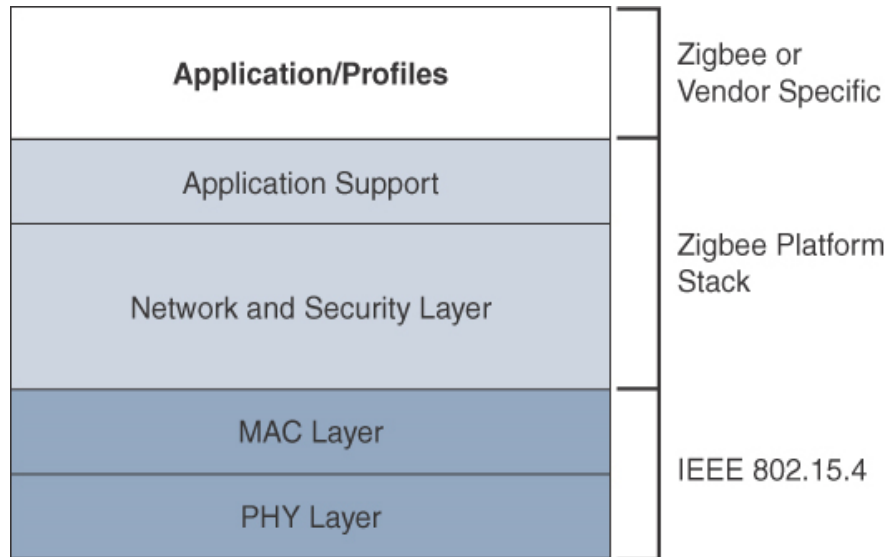 Application/Profiles
Zigbee or
Vendor Specific
Application Support
Network and Security Layer
Zigbee Platform
Stack
MAC Layer
PHY Layer
IEEE 802.15.4